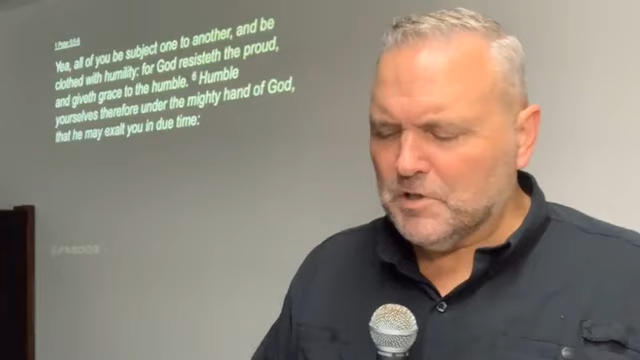 1 Peter 5:5-6
Yea, all of you be subject one to another, and be
clothed with humility: for God resisteth the proud,
and giveth grace to the humble. 6 Humble
yourselves therefore under the mighty hand of God,
that he may exalt you in due time: